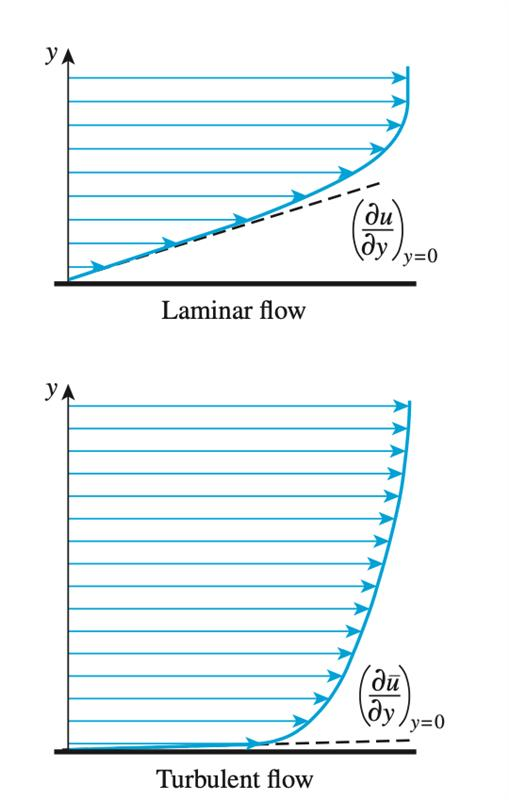 y
(∂u/∂y)y=0
Laminar flow
y
(∂ū/∂y)y=0
Turbulent flow